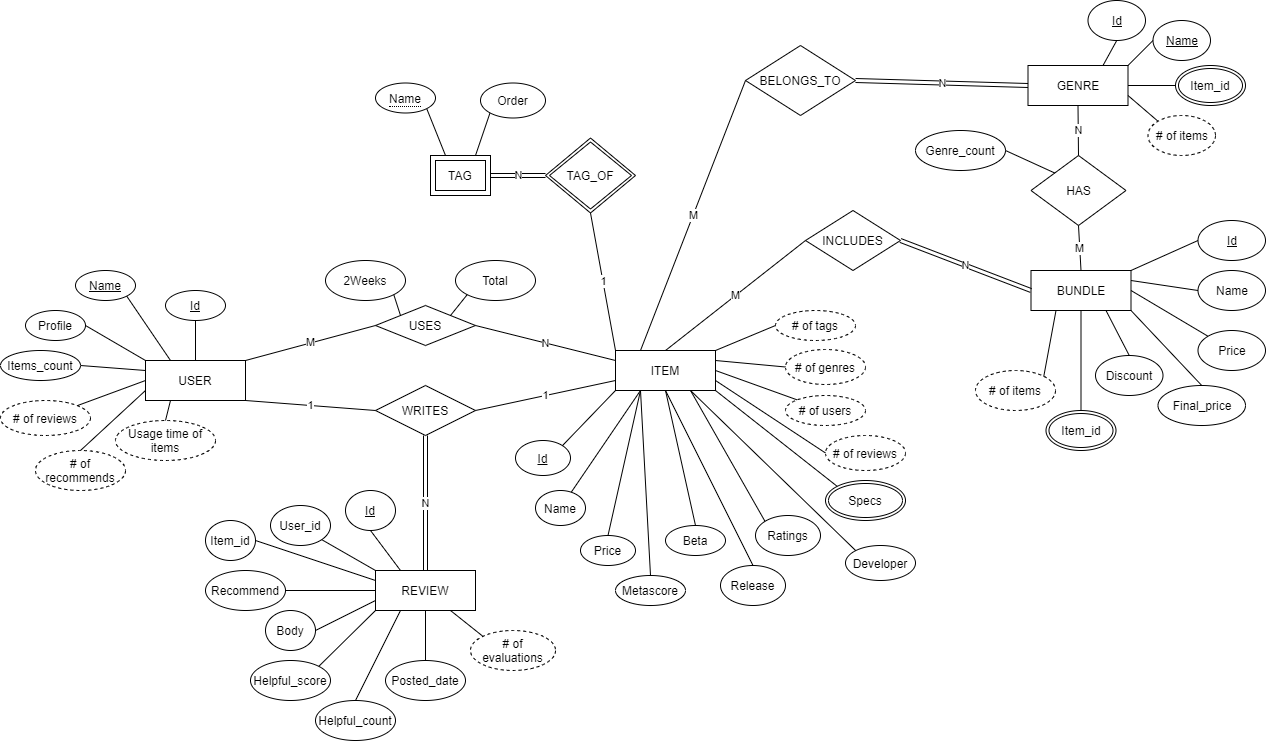 Id
Name
BELONGS_TO
N
GENRE
Item_id
# of items
Name
Order
N
Genre_count
TAG
N
TAG_OF
HAS
M
INCLUDES
M
Id
N
M
BUNDLE
Name
2Weeks
Total
1
Name
Id
Profile
USES
M
N
# of tags
Price
Items_count
USER
ITEM
# of genres
Discount
# of items
Final_price
# of reviews
1
WRITES
1
# of users
Item_id
Usage time of
items
# of
recommends
Id
# of reviews
Specs
N
Name
Id
User_id
Item_id
Price
Beta
Ratings
Developer
Recommend
REVIEW
Metascore
Release
Body
# of
evaluations
Helpful_score
Posted_date
Helpful_count